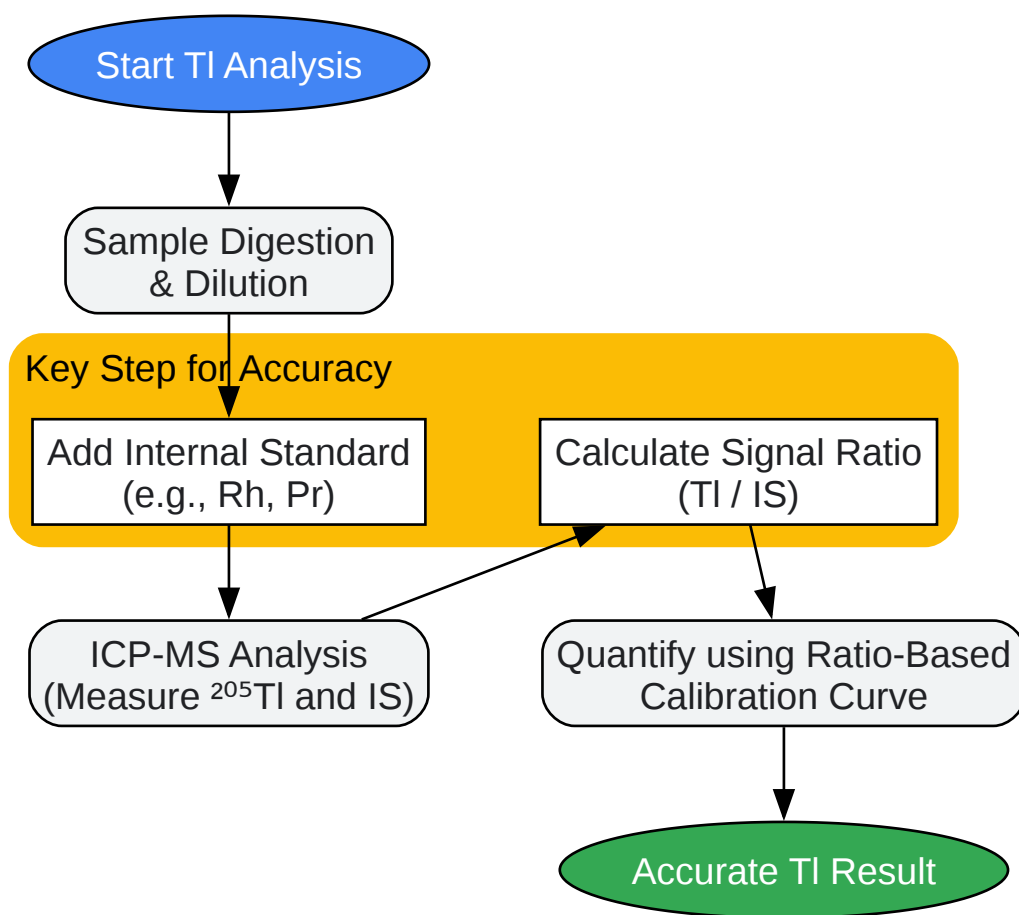 Start Tl Analysis
Sample Digestion
& Dilution
Key Step for Accuracy
Add Internal Standard
(e.g., Rh, Pr)
ICP-MS Analysis
(Measure ²⁰⁵Tl and IS)
Calculate Signal Ratio
(Tl / IS)
Quantify using Ratio-Based
Calibration Curve
Accurate Tl Result